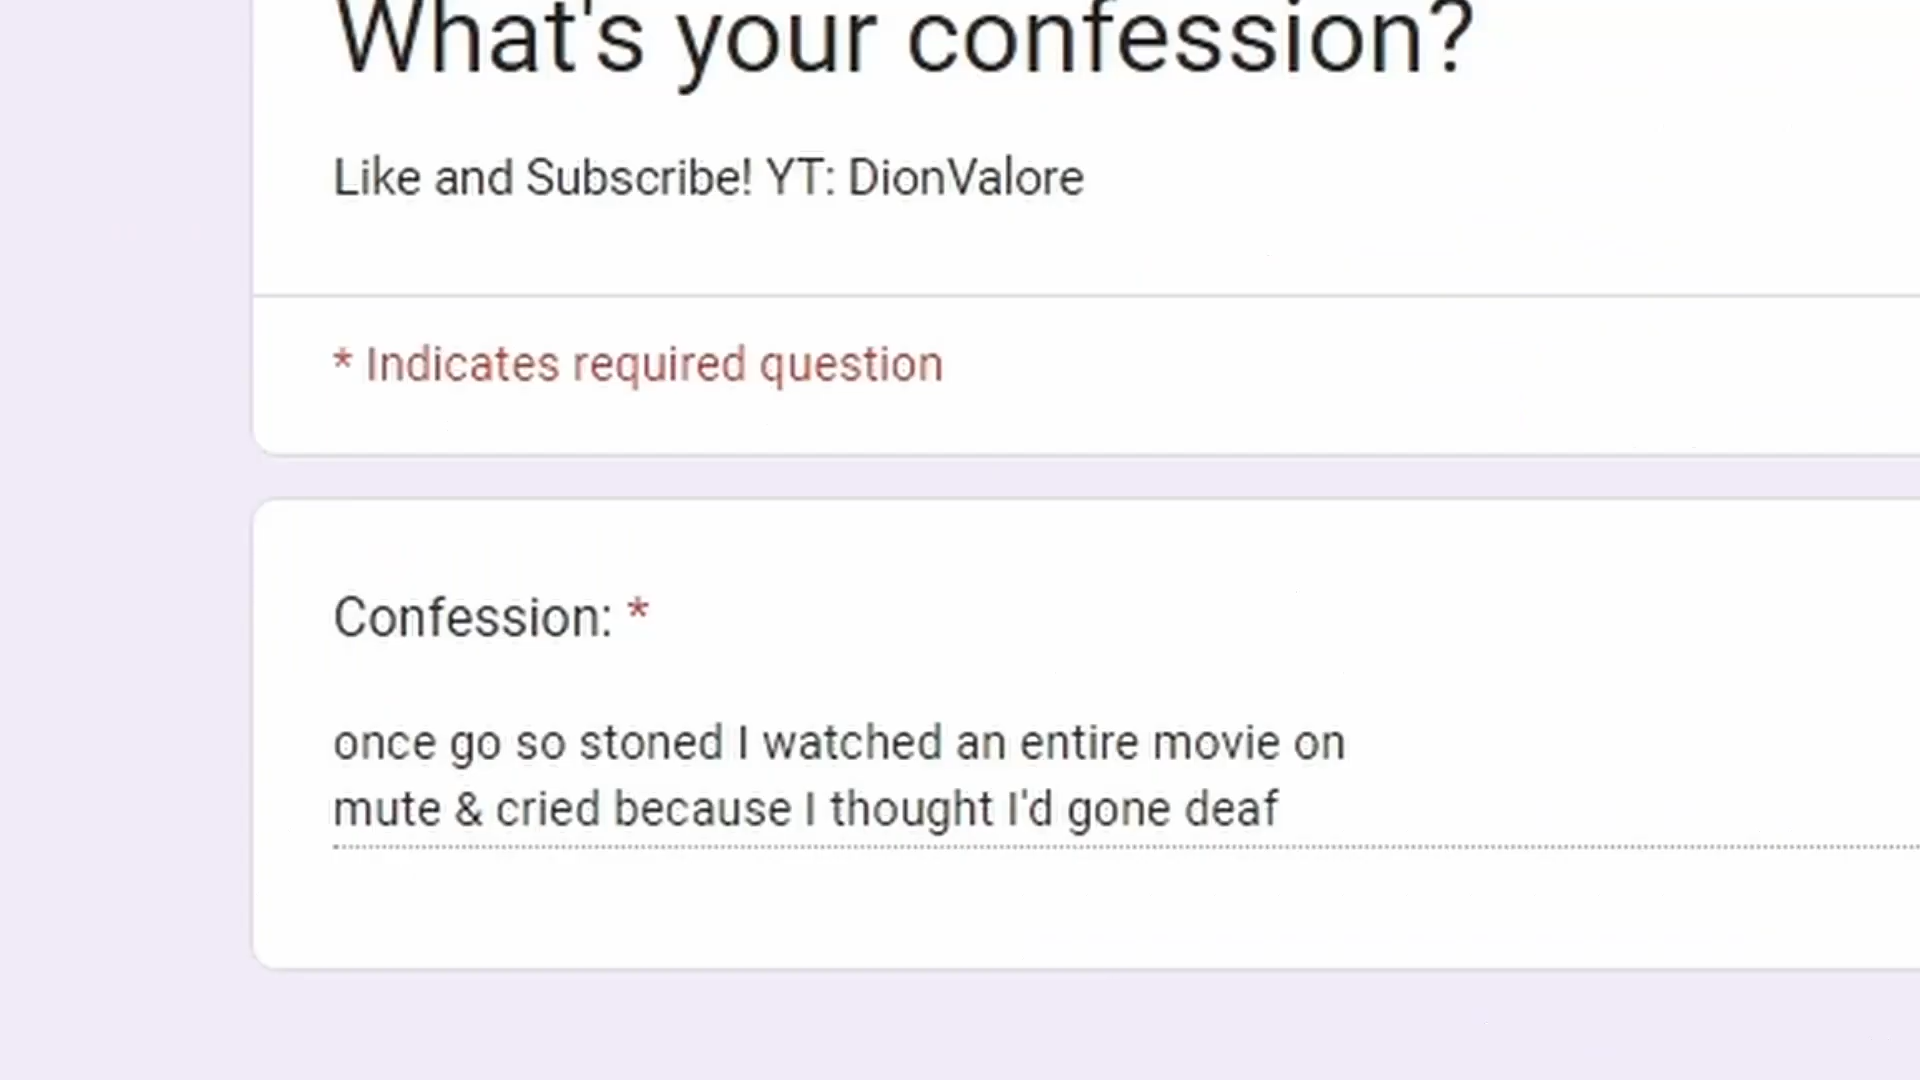 What's your confession?
Like and Subscribe! YT: DionValore
* Indicates required question
Confession: *
once go so stoned I watched an entire movie on
mute & cried because I thought I'd gone deaf